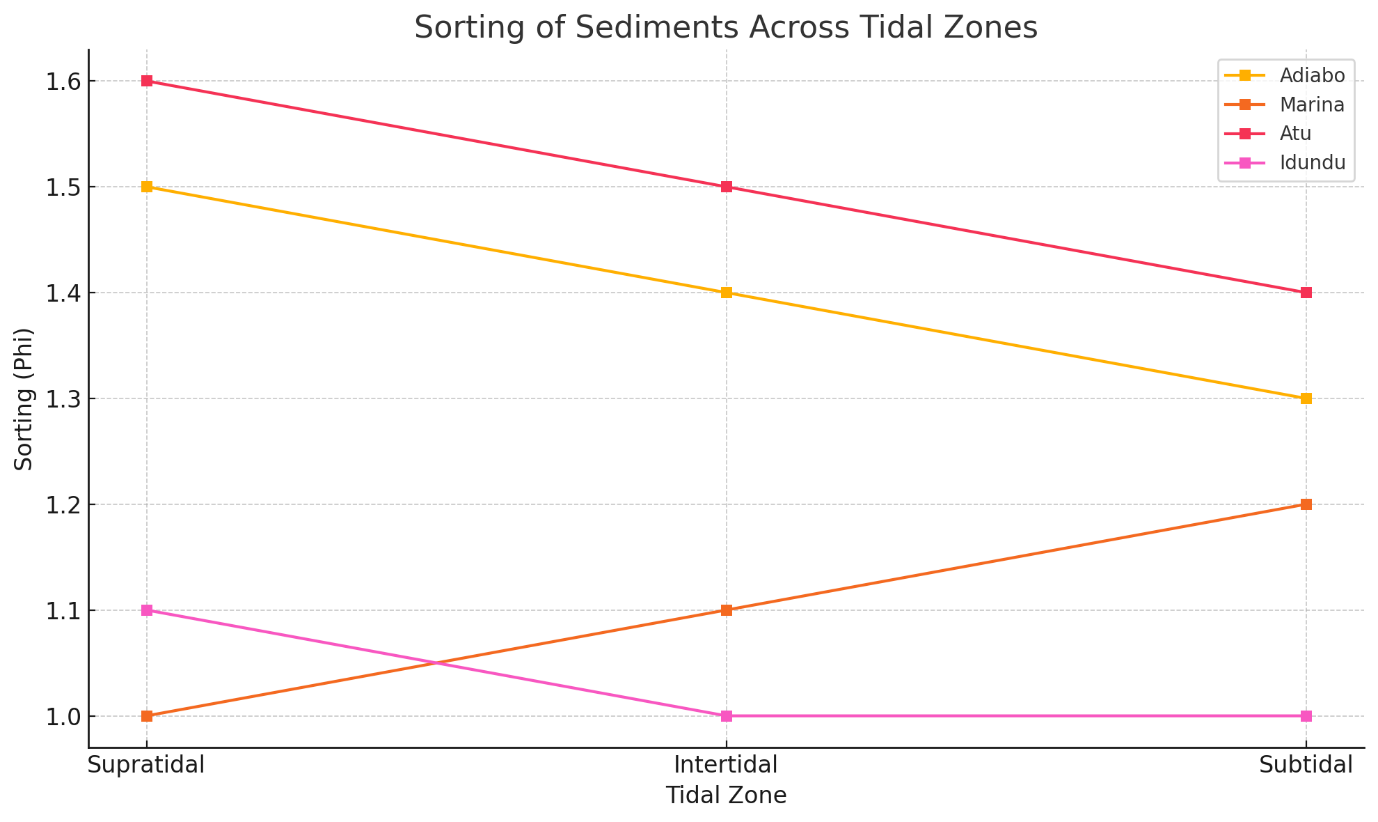 Sorting of Sediments Across Tidal Zones
Adiabo
Marina
Atu
Idundu
Sorting (Phi)
1.6
1.5
1.4
1.3
1.2
1.1
1.0
Supratidal
Intertidal
Subtidal
Tidal Zone